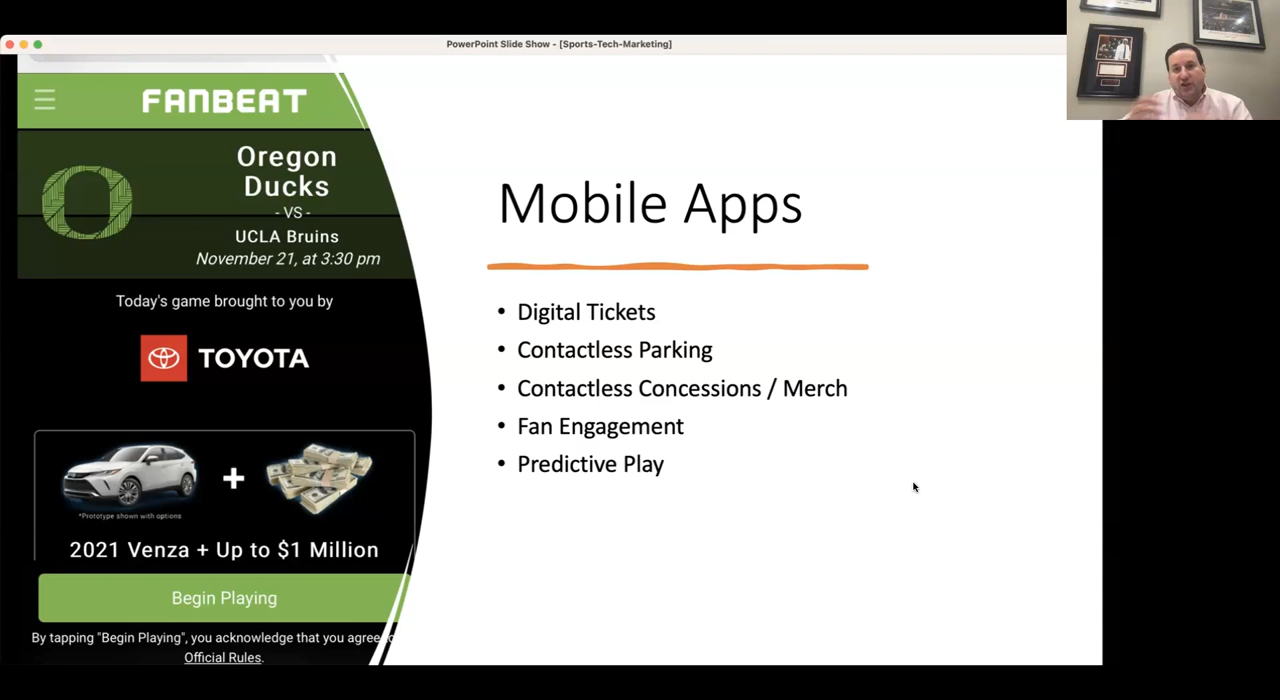 PowerPoint Slide Show - [Sports-Tech-Marketing]
FANBEAT
Oregon
Ducks
- VS -
UCLA Bruins
November 21, at 3:30 pm
Today's game brought to you by
TOYOTA
*Prototype shown with options
2021 Venza + Up to $1 Million
Begin Playing
By tapping "Begin Playing", you acknowledge that you agree
Official Rules.
Mobile Apps
• Digital Tickets
• Contactless Parking
• Contactless Concessions / Merch
• Fan Engagement
• Predictive Play